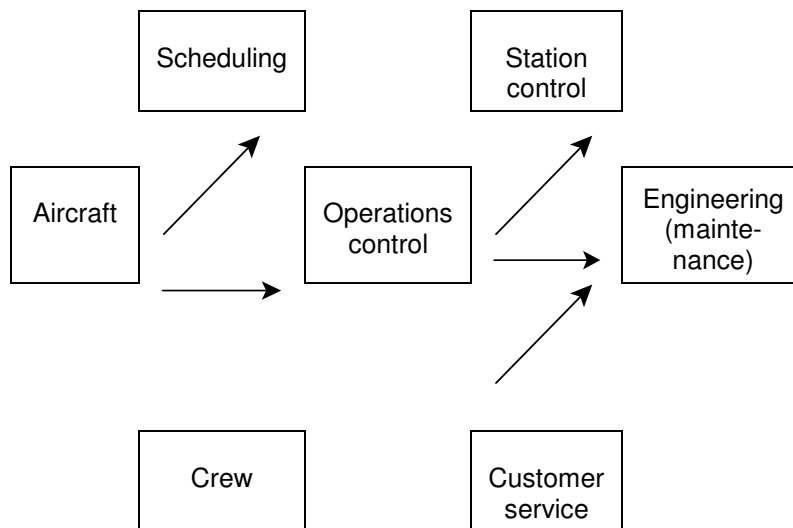 Scheduling
Station
control
Aircraft
Operations
control
Engineering
(mainte-
nance)
Crew
Customer
service